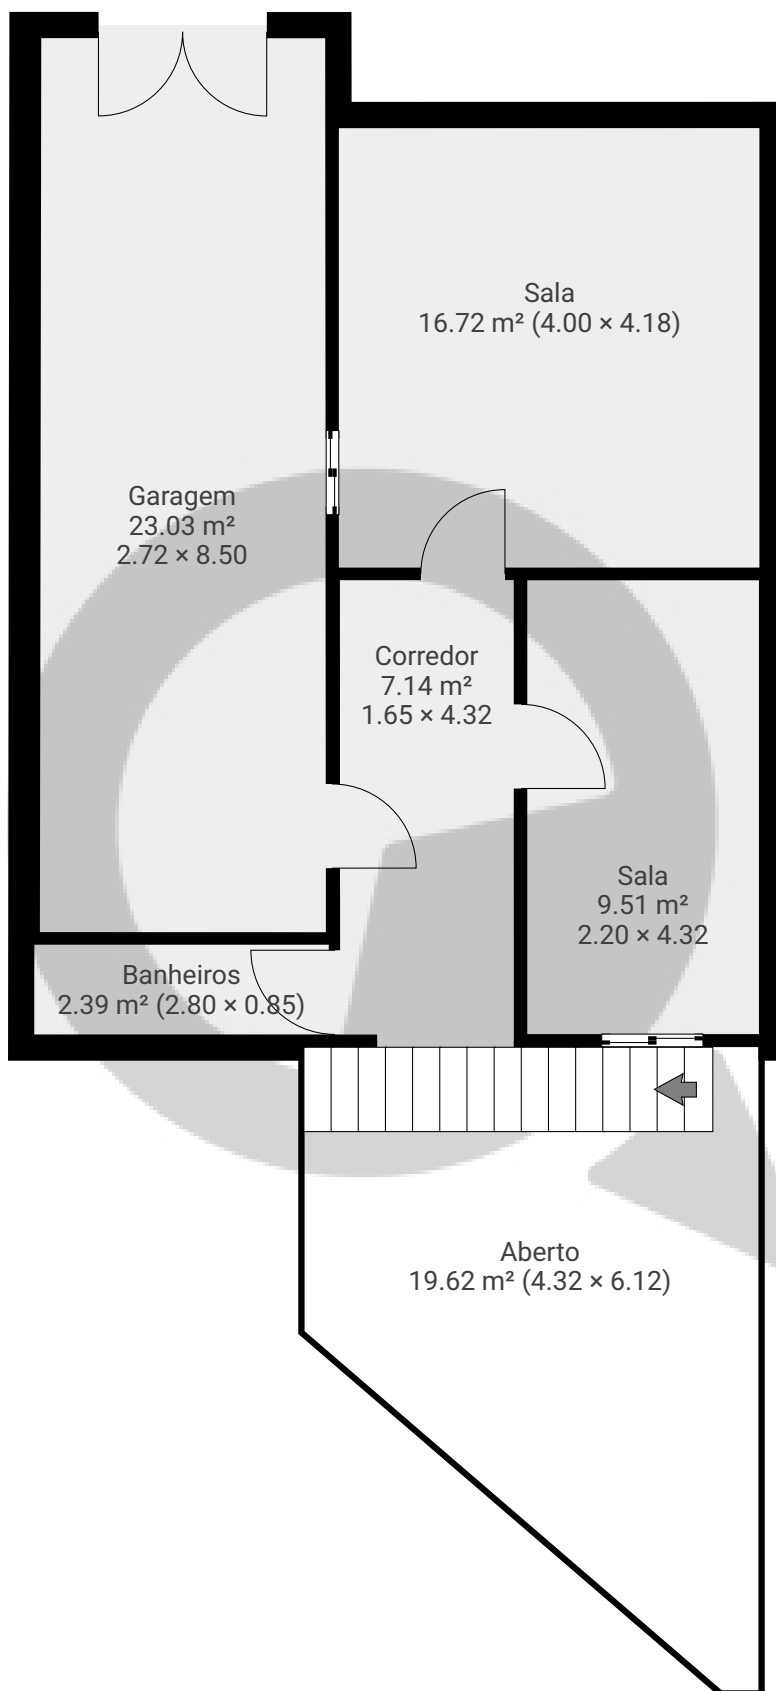 Sala
16.72 m² (4.00 × 4.18)
Garagem
23.03 m²
2.72 × 8.50
Corredor
7.14 m²
1.65 × 4.32
Sala
9.51 m²
2.20 × 4.32
Banheiros
2.39 m² (2.80 × 0.85)
Aberto
19.62 m² (4.32 × 6.12)